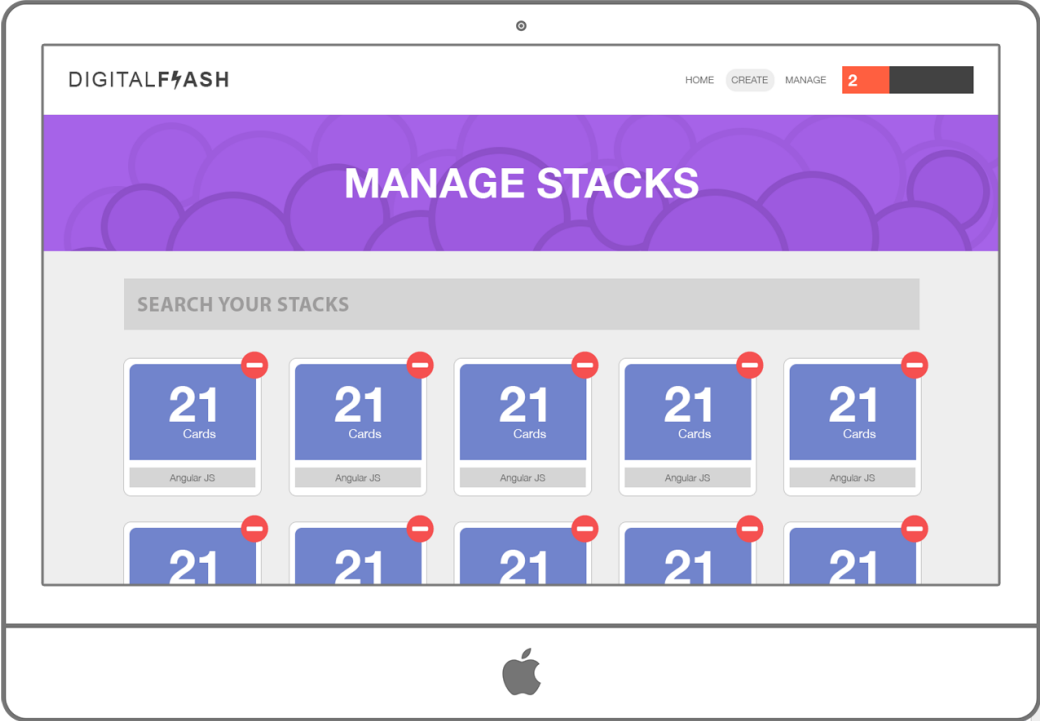 DIGITALFLASH
HOME CREATE MANAGE 2
MANAGE STACKS
SEARCH YOUR STACKS
21 21 21 21 21
Cards Cards Cards Cards Cards
Angular JS Angular JS Angular JS Angular JS Angular JS
21 21 21 21 21